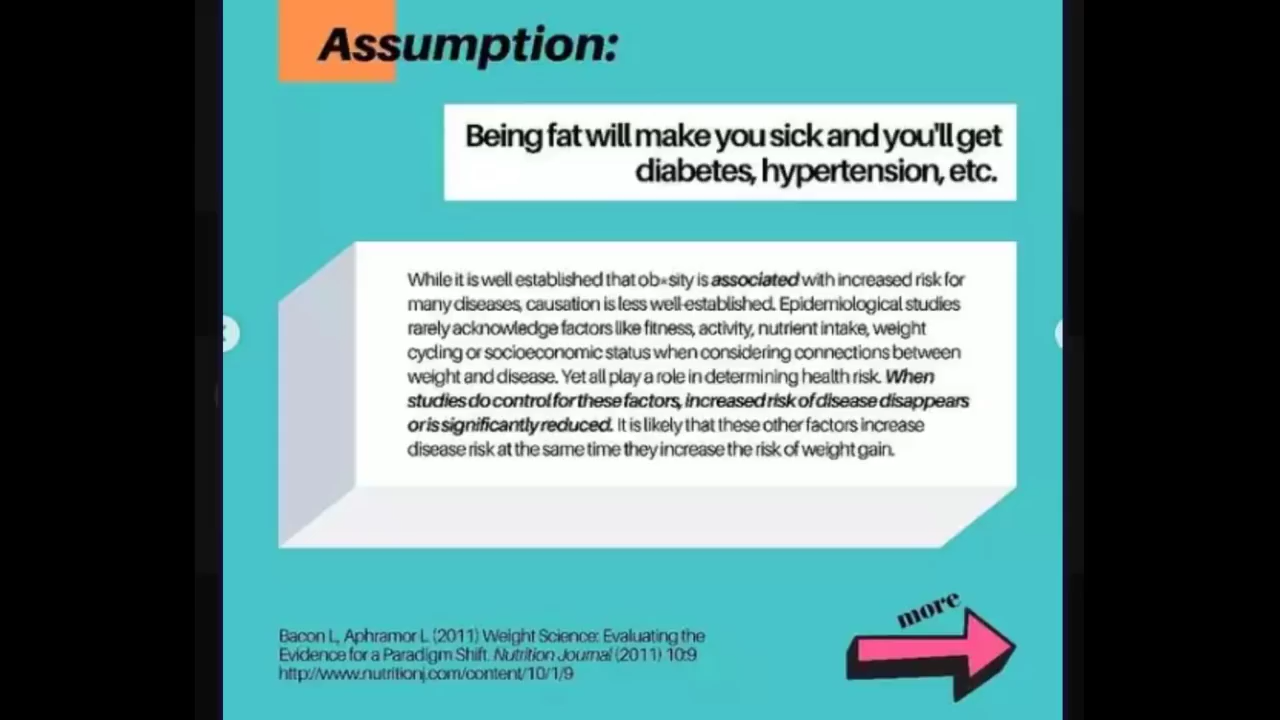 Assumption:
Being fat will make you sick and you'll get
diabetes, hypertension, etc.
While it is well established that ob*sity is associated with increased risk for
many diseases, causation is less well-established. Epidemiological studies
rarely acknowledge factors like fitness, activity, nutrient intake, weight
cycling or socioeconomic status when considering connections between
weight and disease. Yet all play a role in determining health risk. When
studies do control for these factors, increased risk of disease disappears
or is significantly reduced. It is likely that these other factors increase
disease risk at the same time they increase the risk of weight gain.
more
Bacon L, Aphramor L (2011) Weight Science: Evaluating the
Evidence for a Paradigm Shift. Nutrition Journal (2011) 10:9
http://www.nutritionj.com/content/10/1/9